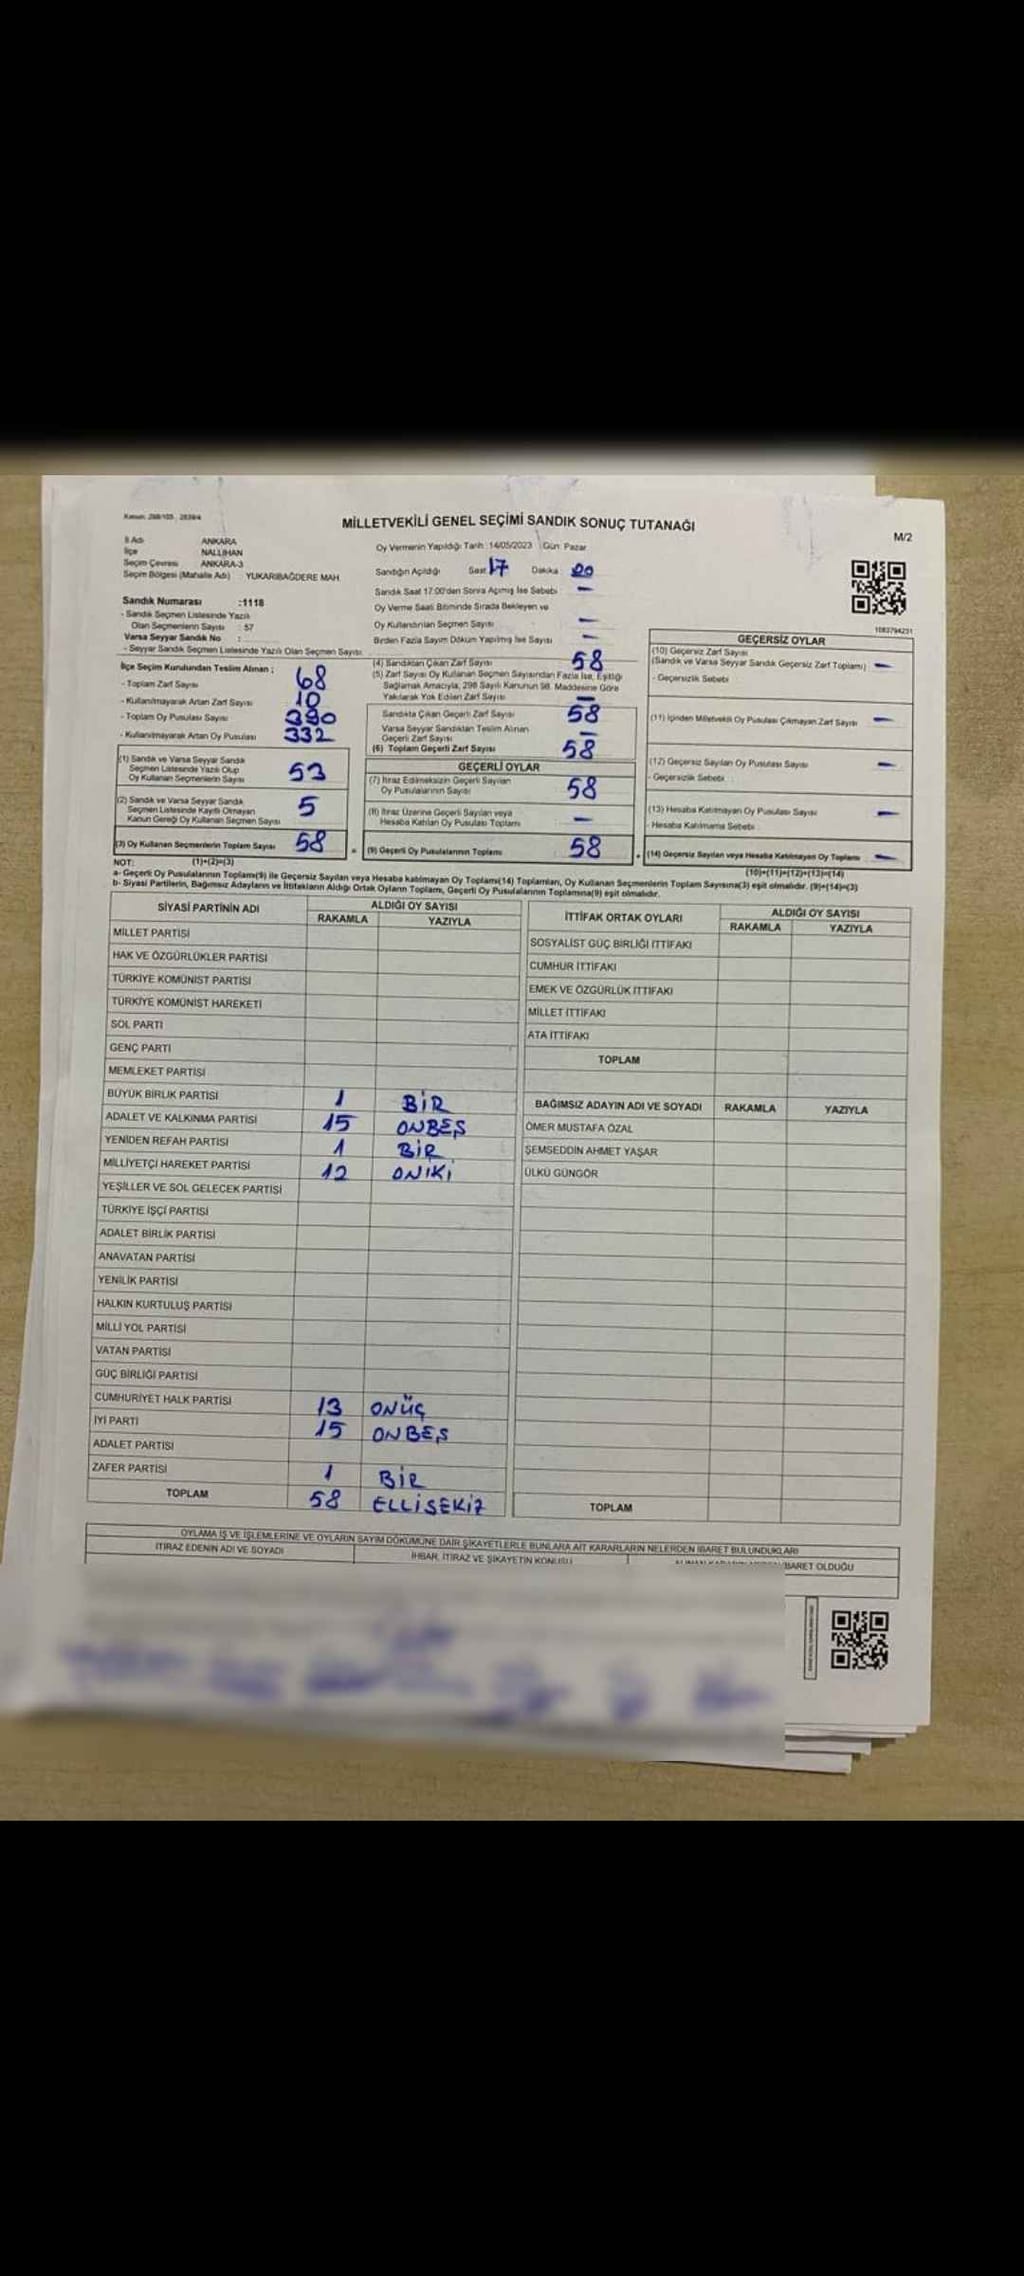 Kanun: 298/105 , 2839/4
MİLLETVEKİLİ GENEL SEÇİMİ SANDIK SONUÇ TUTANAĞI
M/2
İl Adı ANKARA
İlçe NALLIHAN
Seçim Çevresi ANKARA-3
Seçim Bölgesi (Mahalle Adı) YUKARIBAĞDERE MAH.
Sandık Numarası :1118
- Sandık Seçmen Listesinde Yazılı
Olan Seçmenlerin Sayısı : 57
Varsa Seyyar Sandık No :
- Seyyar Sandık Seçmen Listesinde Yazılı Olan Seçmen Sayısı
Oy Vermenin Yapıldığı Tarih :14/05/2023 Gün: Pazar
Sandığın Açıldığı Saat 17 Dakika 20
Sandık Saat 17:00'den Sonra Açmış İse Sebebi —
Oy Verme Saati Bitiminde Sırada Bekleyen ve
Oy Kullandırılan Seçmen Sayısı —
Birden Fazla Sayım Döküm Yapılmış İse Sayısı —
1083794231
İlçe Seçim Kurulundan Teslim Alınan ;
- Toplam Zarf Sayısı 68
- Kullanılmayarak Artan Zarf Sayısı 10
- Toplam Oy Pusulası Sayısı 390
- Kullanılmayarak Artan Oy Pusulası 332
(1) Sandık ve Varsa Seyyar Sandık
Seçmen Listesinde Yazılı Olup
Oy Kullanan Seçmenlerin Sayısı 53
(2) Sandık ve Varsa Seyyar Sandık
Seçmen Listesinde Kayıtlı Olmayan
Kanun Gereği Oy Kullanan Seçmen Sayısı 5
(3) Oy Kullanan Seçmenlerin Toplam Sayısı 58
(4) Sandıktan Çıkan Zarf Sayısı 58
(5) Zarf Sayısı Oy Kullanan Seçmen Sayısından Fazla İse, Eşitliği
Sağlamak Amacıyla, 298 Sayılı Kanunun 98. Maddesine Göre
Yakılarak Yok Edilen Zarf Sayısı —
Sandıkta Çıkan Geçerli Zarf Sayısı 58
Varsa Seyyar Sandıktan Teslim Alınan
Geçerli Zarf Sayısı —
(6) Toplam Geçerli Zarf Sayısı 58
GEÇERLİ OYLAR
(7) İtiraz Edilmeksizin Geçerli Sayılan
Oy Pusulalarının Sayısı 58
(8) İtiraz Üzerine Geçerli Sayılan veya
Hesaba Katılan Oy Pusulası Toplamı —
= (9) Geçerli Oy Pusulalarının Toplamı 58
GEÇERSİZ OYLAR
(10) Geçersiz Zarf Sayısı
(Sandık ve Varsa Seyyar Sandık Geçersiz Zarf Toplamı) —
- Geçersizlik Sebebi
(11) İçinden Milletvekili Oy Pusulası Çıkmayan Zarf Sayısı —
(12) Geçersiz Sayılan Oy Pusulası Sayısı —
- Geçersizlik Sebebi
(13) Hesaba Katılmayan Oy Pusulası Sayısı —
- Hesaba Katılmama Sebebi
+ (14) Geçersiz Sayılan veya Hesaba Katılmayan Oy Toplamı —
NOT: (1)+(2)=(3)
(10)+(11)+(12)+(13)=(14)
a- Geçerli Oy Pusulalarının Toplamı(9) ile Geçersiz Sayılan veya Hesaba katılmayan Oy Toplamı(14) Toplamları, Oy Kullanan Seçmenlerin Toplam Sayısına(3) eşit olmalıdır. (9)+(14)=(3)
b- Siyasi Partilerin, Bağımsız Adayların ve İttifakların Aldığı Ortak Oyların Toplamı, Geçerli Oy Pusulalarının Toplamına(9) eşit olmalıdır.
SİYASİ PARTİNİN ADI ALDIĞI OY SAYISI
RAKAMLA YAZIYLA
MİLLET PARTİSİ
HAK VE ÖZGÜRLÜKLER PARTİSİ
TÜRKİYE KOMÜNİST PARTİSİ
TÜRKİYE KOMÜNİST HAREKETİ
SOL PARTİ
GENÇ PARTİ
MEMLEKET PARTİSİ
BÜYÜK BİRLİK PARTİSİ 1 BİR
ADALET VE KALKINMA PARTİSİ 15 ONBEŞ
YENİDEN REFAH PARTİSİ 1 BİR
MİLLİYETÇİ HAREKET PARTİSİ 12 ONİKİ
YEŞİLLER VE SOL GELECEK PARTİSİ
TÜRKİYE İŞÇİ PARTİSİ
ADALET BİRLİK PARTİSİ
ANAVATAN PARTİSİ
YENİLİK PARTİSİ
HALKIN KURTULUŞ PARTİSİ
MİLLİ YOL PARTİSİ
VATAN PARTİSİ
GÜÇ BİRLİĞİ PARTİSİ
CUMHURİYET HALK PARTİSİ 13 ONÜÇ
İYİ PARTİ 15 ONBEŞ
ADALET PARTİSİ
ZAFER PARTİSİ 1 BİR
TOPLAM 58 ELLİSEKİZ
İTTİFAK ORTAK OYLARI ALDIĞI OY SAYISI
RAKAMLA YAZIYLA
SOSYALİST GÜÇ BİRLİĞİ İTTİFAKI
CUMHUR İTTİFAKI
EMEK VE ÖZGÜRLÜK İTTİFAKI
MİLLET İTTİFAKI
ATA İTTİFAKI
TOPLAM
BAĞIMSIZ ADAYIN ADI VE SOYADI RAKAMLA YAZIYLA
ÖMER MUSTAFA ÖZAL
ŞEMSEDDİN AHMET YAŞAR
ÜLKÜ GÜNGÖR
TOPLAM
OYLAMA İŞ VE İŞLEMLERİNE VE OYLARIN SAYIM DÖKÜMÜNE DAİR ŞİKAYETLERLE BUNLARA AİT KARARLARIN NELERDEN İBARET BULUNDUKLARI
İTİRAZ EDENİN ADI VE SOYADI İHBAR, İTİRAZ VE ŞİKAYETİN KONUSU İBARET OLDUĞU